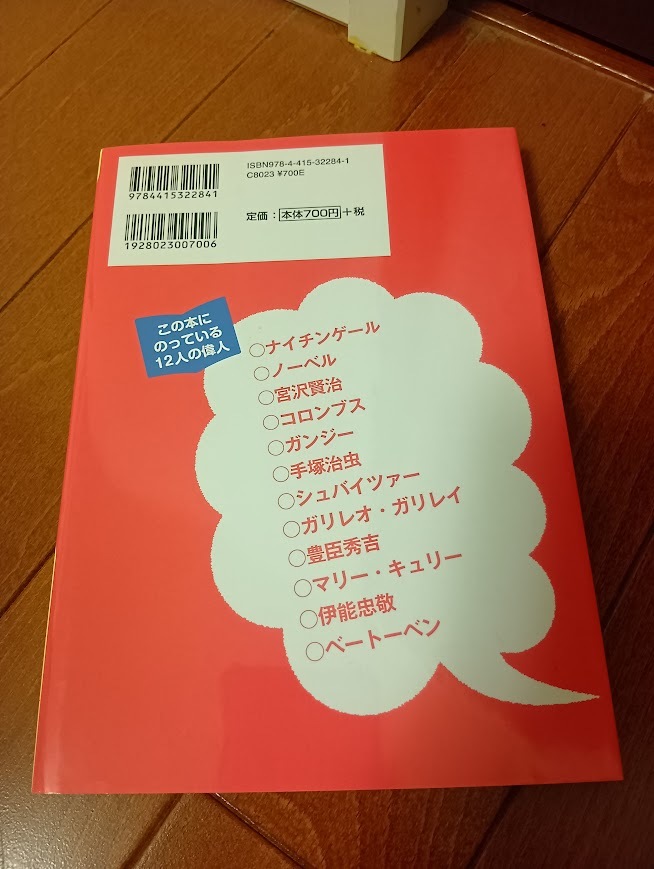 ISBN978-4-415-32284-1
C8023 ¥700E
9784415322841
定価：本体700円＋税
1928023007006
この本に
のっている
12人の偉人
○ナイチンゲール
○ノーベル
○宮沢賢治
○コロンブス
○ガンジー
○手塚治虫
○シュバイツァー
○ガリレオ・ガリレイ
○豊臣秀吉
○マリー・キュリー
○伊能忠敬
○ベートーベン